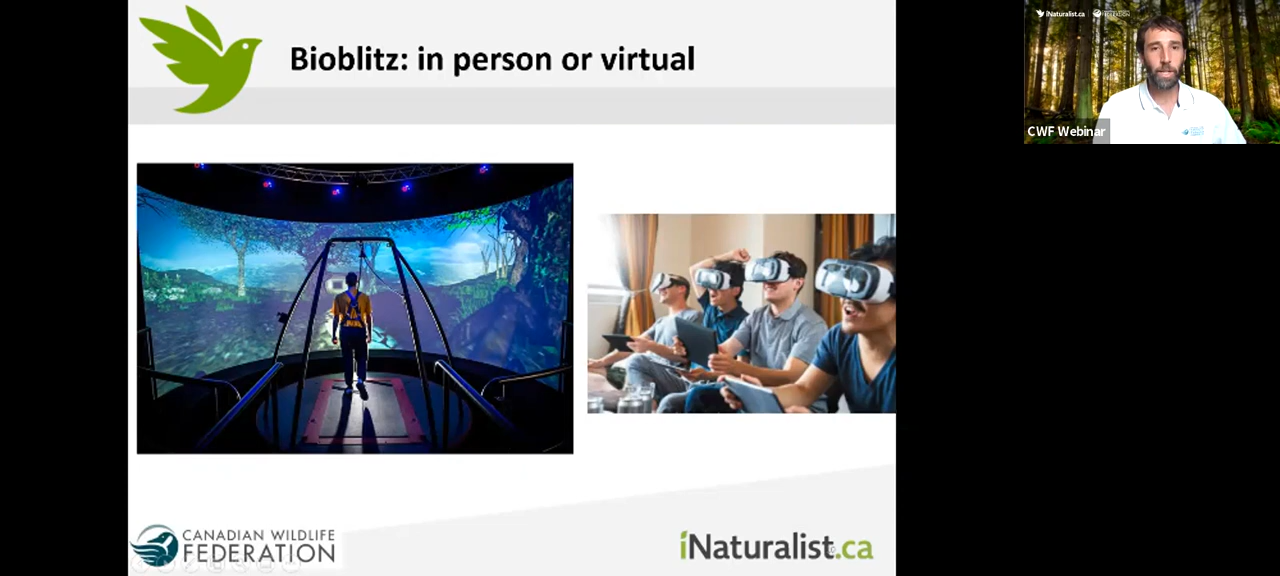 Bioblitz: in person or virtual
iNaturalist.ca
CWF Webinar
CANADIAN WILDLIFE
FEDERATION
iNaturalist.ca